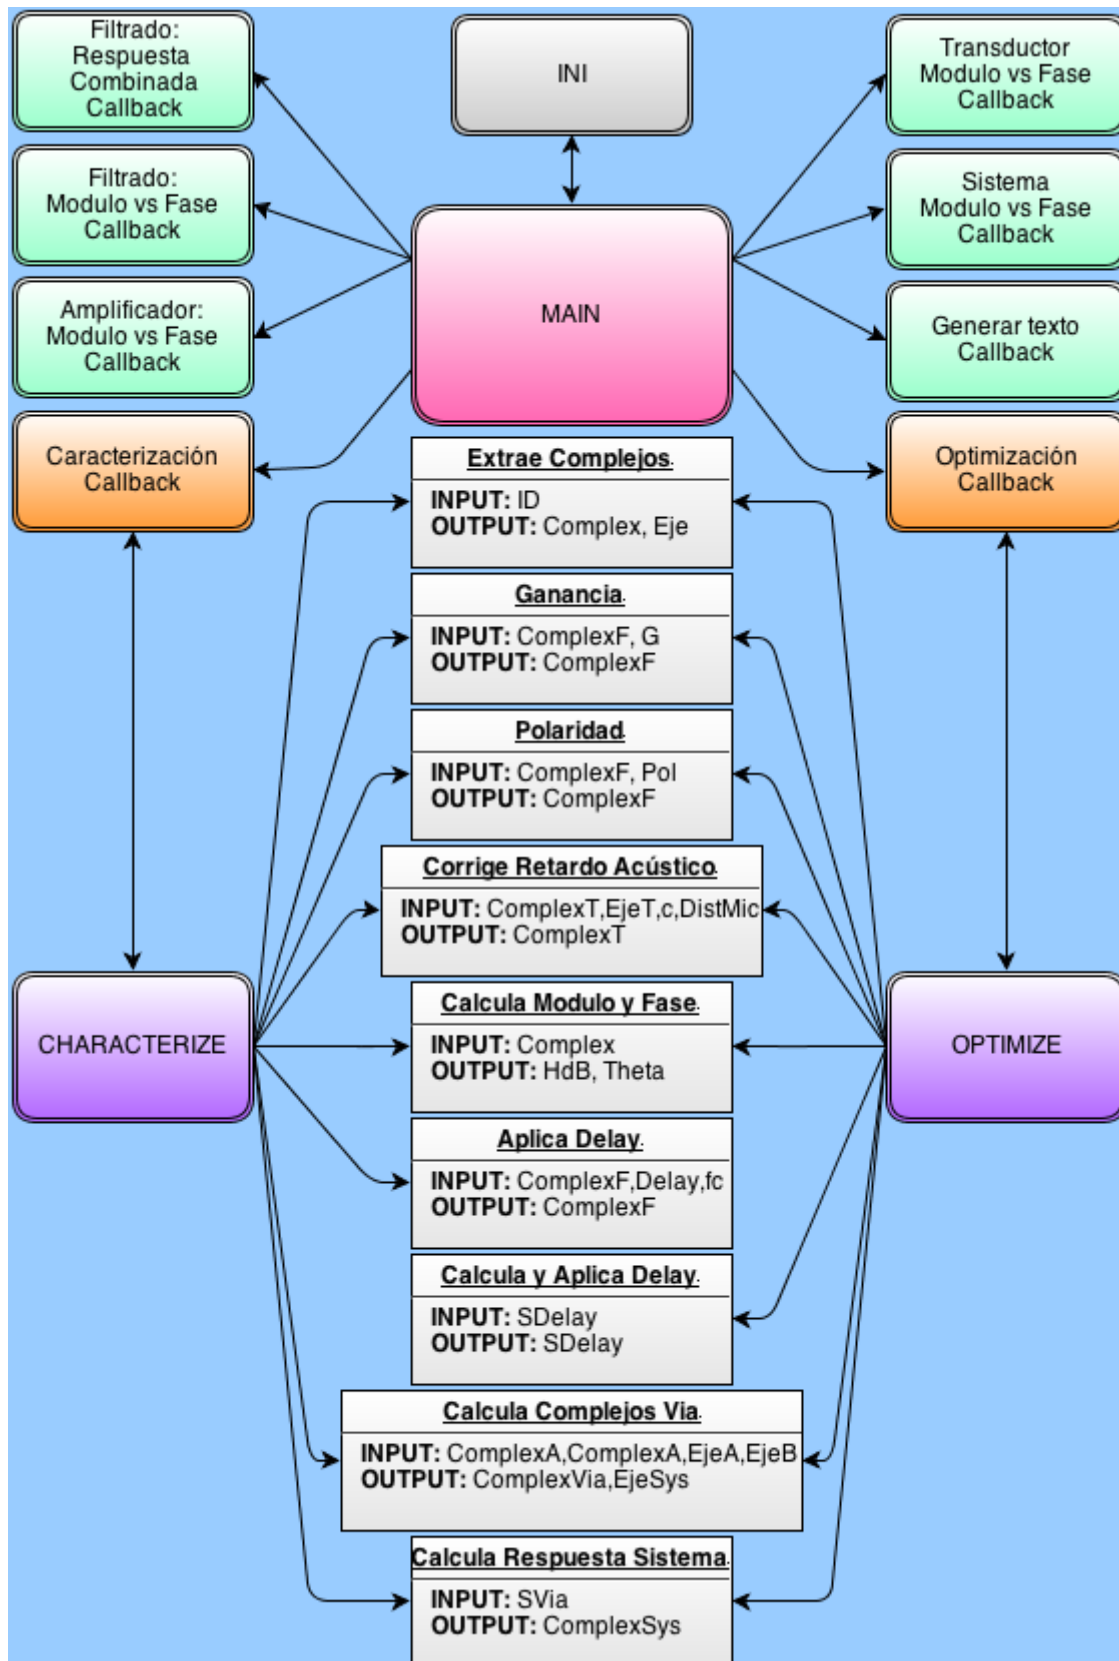 Filtrado:
Respuesta
Combinada
Callback
INI
Transductor
Modulo vs Fase
Callback
Filtrado:
Modulo vs Fase
Callback
Sistema
Modulo vs Fase
Callback
MAIN
Amplificador:
Modulo vs Fase
Callback
Generar texto
Callback
Caracterización
Callback
Optimización
Callback
Extrae Complejos.
INPUT: ID
OUTPUT: Complex, Eje
Ganancia.
INPUT: ComplexF, G
OUTPUT: ComplexF
Polaridad.
INPUT: ComplexF, Pol
OUTPUT: ComplexF
Corrige Retardo Acústico.
INPUT: ComplexT,EjeT,c,DistMic
OUTPUT: ComplexT
CHARACTERIZE
Calcula Modulo y Fase.
INPUT: Complex
OUTPUT: HdB, Theta
OPTIMIZE
Aplica Delay.
INPUT: ComplexF,Delay,fc
OUTPUT: ComplexF
Calcula y Aplica Delay.
INPUT: SDelay
OUTPUT: SDelay
Calcula Complejos Via.
INPUT: ComplexA,ComplexA,EjeA,EjeB
OUTPUT: ComplexVia,EjeSys
Calcula Respuesta Sistema.
INPUT: SVia
OUTPUT: ComplexSys